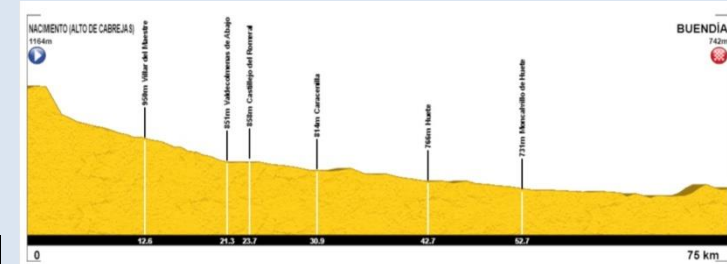 NACIMIENTO (ALTO DE CABREJAS)
1164m
958m Villar del Maestre
851m Valdecolmenas de Abajo
858m Castillejo del Romeral
814m Caracenilla
766m Huete
731m Moncalvillo de Huete
BUENDÍA
742m
12.6
21.3
23.7
30.9
42.7
52.7
0
75 km